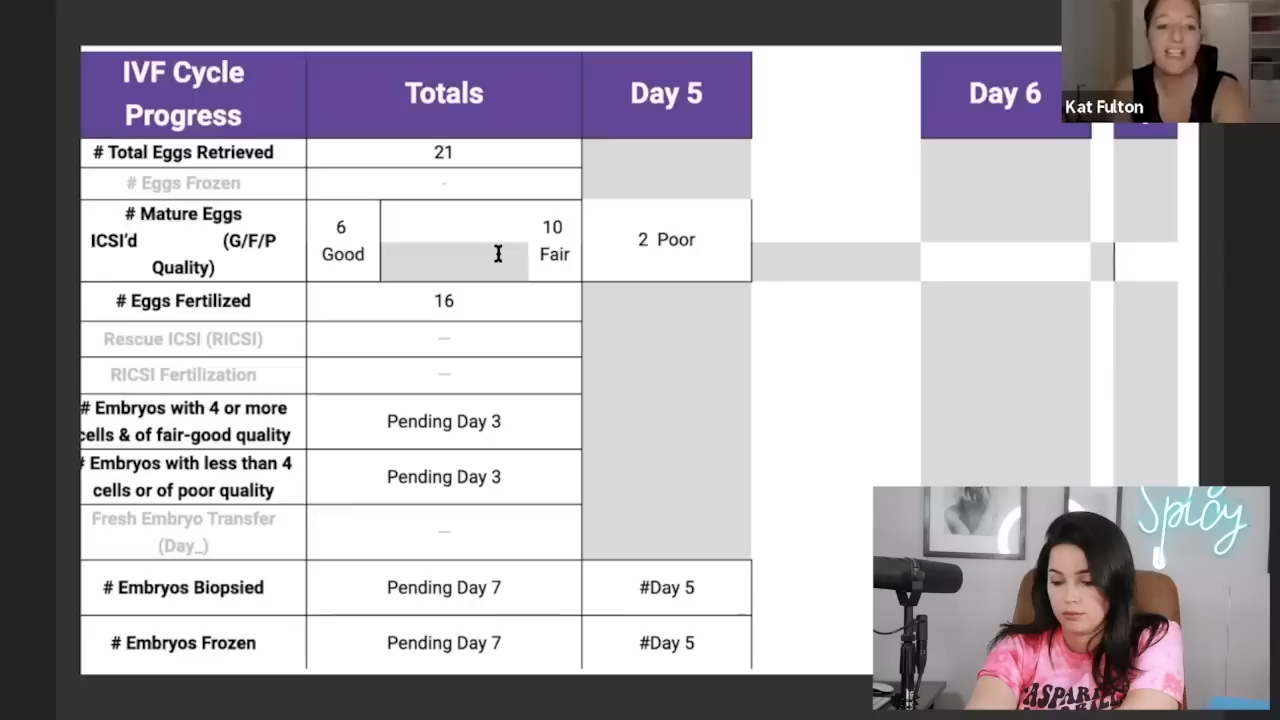 IVF Cycle
Progress
Totals
Day 5
Day 6
Kat Fulton
# Total Eggs Retrieved
21
# Eggs Frozen
-
# Mature Eggs
ICSI'd (G/F/P
Quality)
6
Good
10
Fair
2 Poor
# Eggs Fertilized
16
Rescue ICSI (RICSI)
—
RICSI Fertilization
—
# Embryos with 4 or more
cells & of fair-good quality
Pending Day 3
# Embryos with less than 4
cells or of poor quality
Pending Day 3
Fresh Embryo Transfer
(Day_)
—
# Embryos Biopsied
Pending Day 7
#Day 5
# Embryos Frozen
Pending Day 7
#Day 5
Spicy